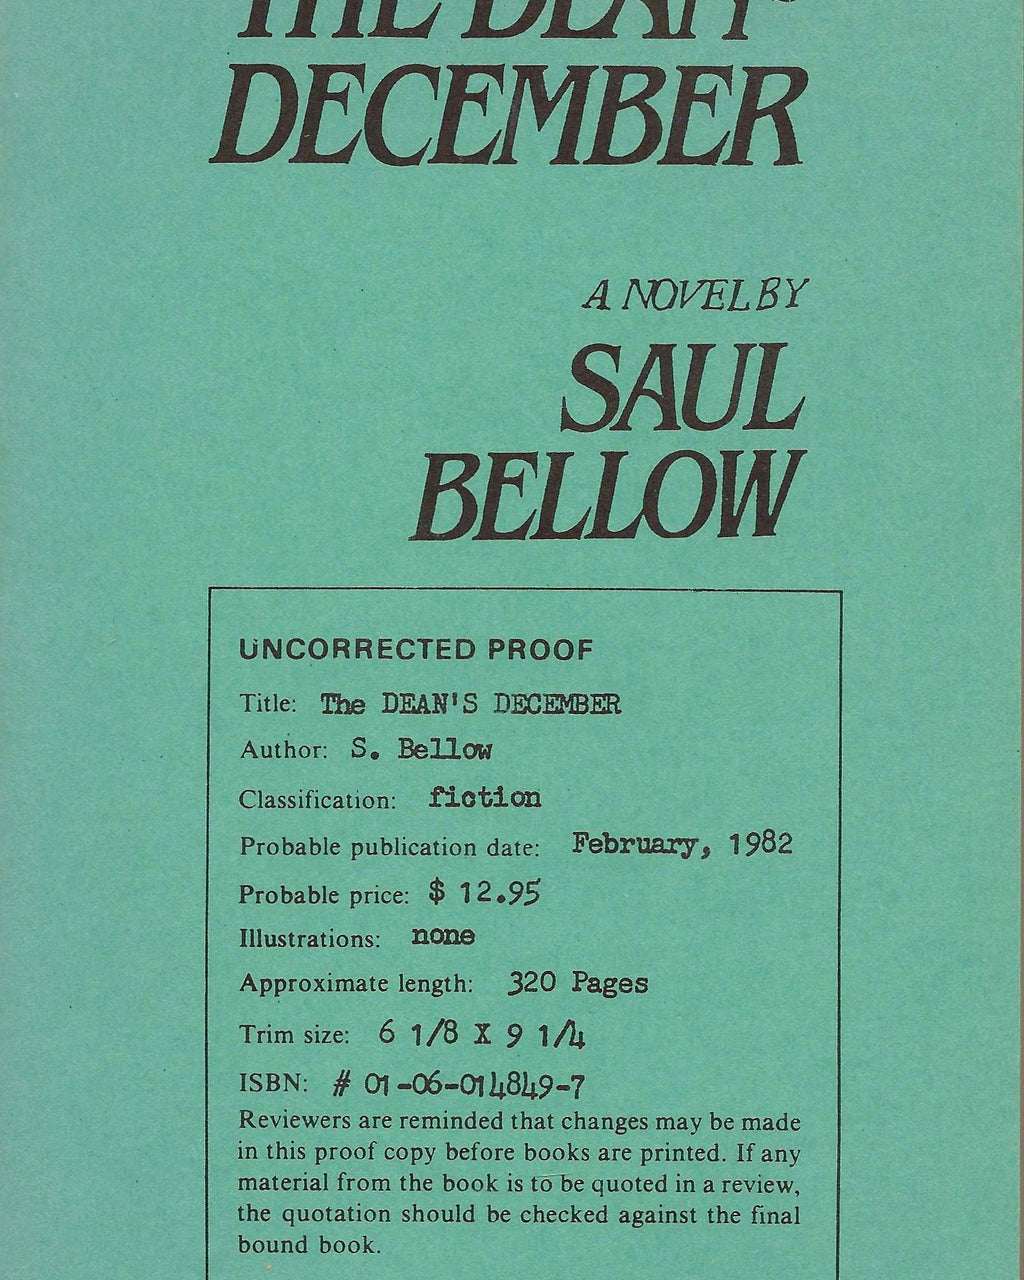 THE DEAN'S
DECEMBER
A NOVEL BY
SAUL
BELLOW
UNCORRECTED PROOF
Title: The DEAN'S DECEMBER
Author: S. Bellow
Classification: fiction
Probable publication date: February, 1982
Probable price: $ 12.95
Illustrations: none
Approximate length: 320 Pages
Trim size: 6 1/8 X 9 1/4
ISBN: # 01-06-014849-7
Reviewers are reminded that changes may be made
in this proof copy before books are printed. If any
material from the book is to be quoted in a review,
the quotation should be checked against the final
bound book.